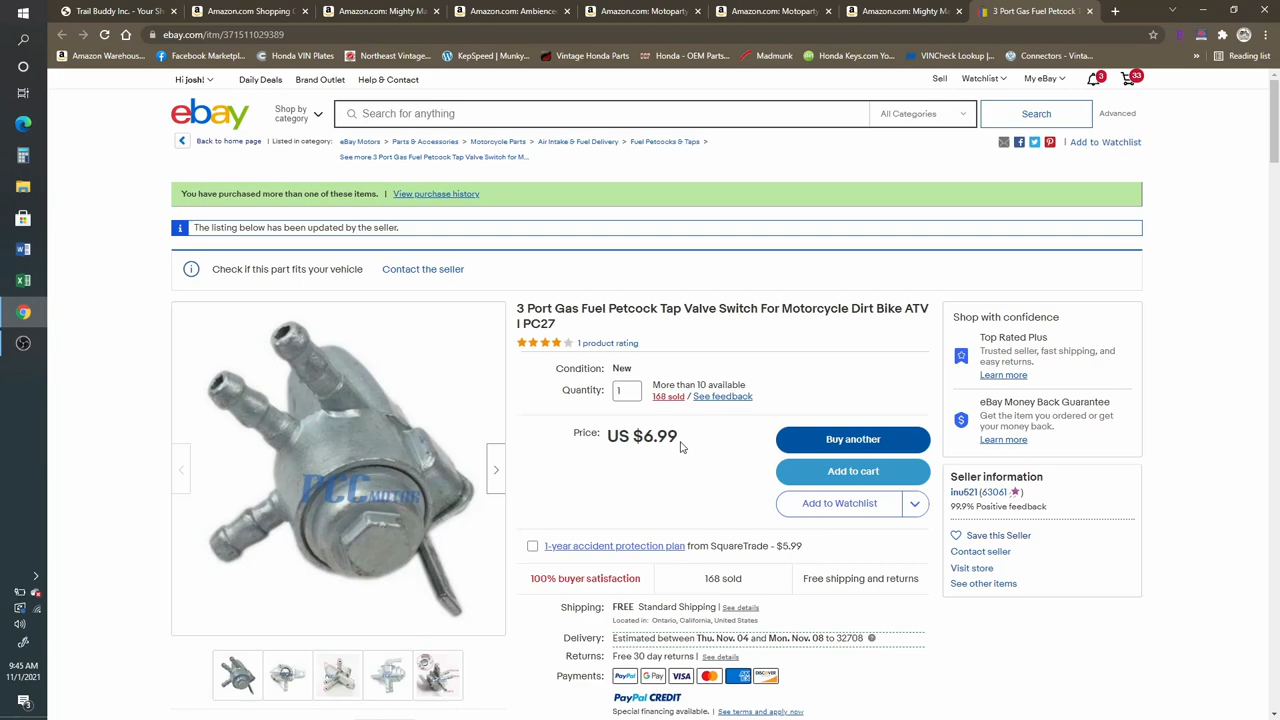 Trail Buddy Inc. - Your Sh
Amazon.com: Ozong
Amazon.com: Mighty Ma
Amazon.com: Amazon
Amazon.com: Podoy
Amazon.com: Motoparty
Amazon.com: Mighty Ma
ebay.com/itm/371511029389
Amazon Warehous...
Facebook Marketpla...
Honda VIN Plates
Northeast Vintage...
KepSpeed | Munky...
Vintage Honda Parts
Honda - OEM Parts...
Madmunk
Honda Keys.com Yo...
VINCheck Lookup |...
Connectors - Vinta...
»
Reading list
Hi josh!
Daily Deals
Brand Outlet
Help & Contact
Sell
Watchlist
My eBay
3
33
ebay
Shop by
category
Search for anything
All Categories
Search
Advanced
Back to home page | Listed in category:
eBay Motors > Parts & Accessories > Motorcycle Parts > Air Intake & Fuel Delivery > Fuel Petcocks & Taps >
| Add to Watchlist
See more 3 Port Gas Fuel Petcock Tap Valve Switch for M...
You have purchased more than one of these items. | View purchase history
i The listing below has been updated by the seller.
Check if this part fits your vehicle Contact the seller
PCC MOTORS
3 Port Gas Fuel Petcock Tap Valve Switch For Motorcycle Dirt Bike ATV
I PC27
1 product rating
Condition: New
Quantity: 1
More than 10 available
168 sold / See feedback
Price: US $6.99
Buy another
Add to cart
Add to Watchlist
1-year accident protection plan from SquareTrade - $5.99
100% buyer satisfaction
168 sold
Free shipping and returns
Shipping: FREE Standard Shipping | See details
Located in: Ontario, California, United States
Delivery: Estimated between Thu. Nov. 04 and Mon. Nov. 08 to 32708
Returns: Free 30 day returns | See details
Payments: PayPal G Pay VISA DISCOVER
PayPal CREDIT
Special financing available. | See terms and apply now
Shop with confidence
Top Rated Plus
Trusted seller, fast shipping, and
easy returns.
Learn more
eBay Money Back Guarantee
Get the item you ordered or get
your money back.
Learn more
Seller information
inu521 (63061 )
99.9% Positive feedback
Save this Seller
Contact seller
Visit store
See other items
9:45 AM
11/1/2021